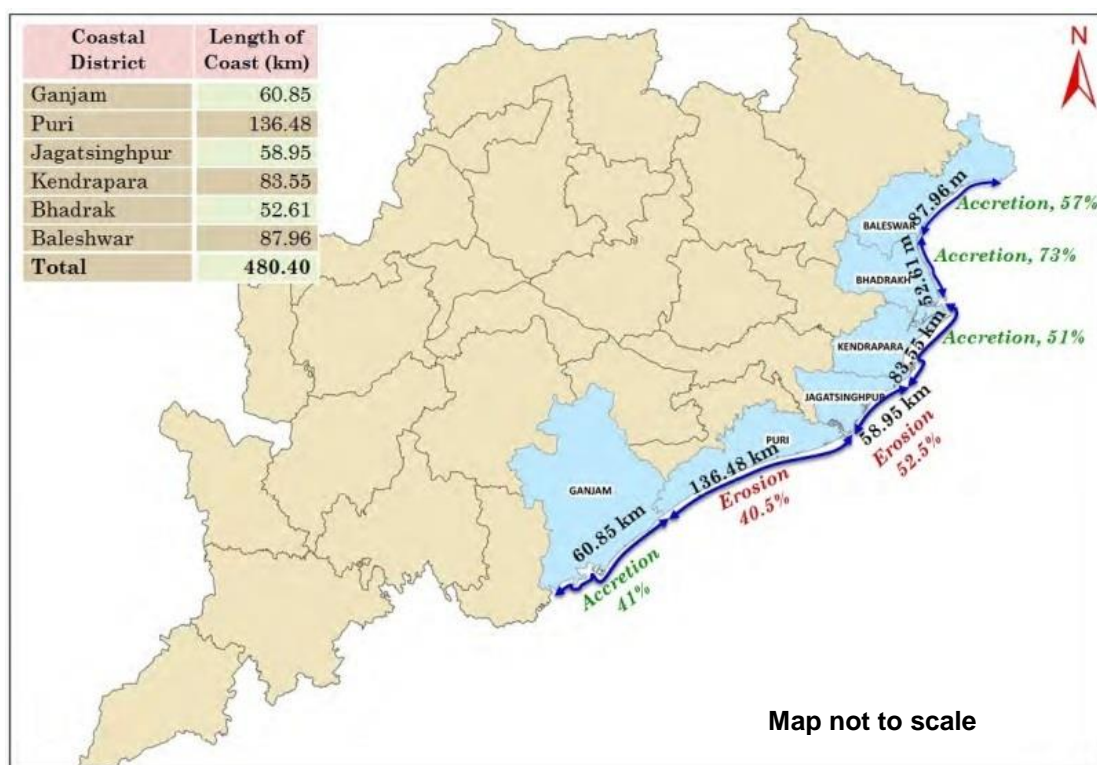 Coastal District
Length of Coast (km)
Ganjam 60.85
Puri 136.48
Jagatsinghpur 58.95
Kendrapara 83.55
Bhadrak 52.61
Baleshwar 87.96
Total 480.40
N
87.96 m
Accretion, 57%
BALESWAR
52.61 m
Accretion, 73%
BHADRAKH
83.55 km
Accretion, 51%
KENDRAPARA
JAGATSINGHPUR
58.95 km
Erosion
52.5%
PURI
136.48 km
Erosion
40.5%
GANJAM
60.85 km
Accretion
41%
Map not to scale